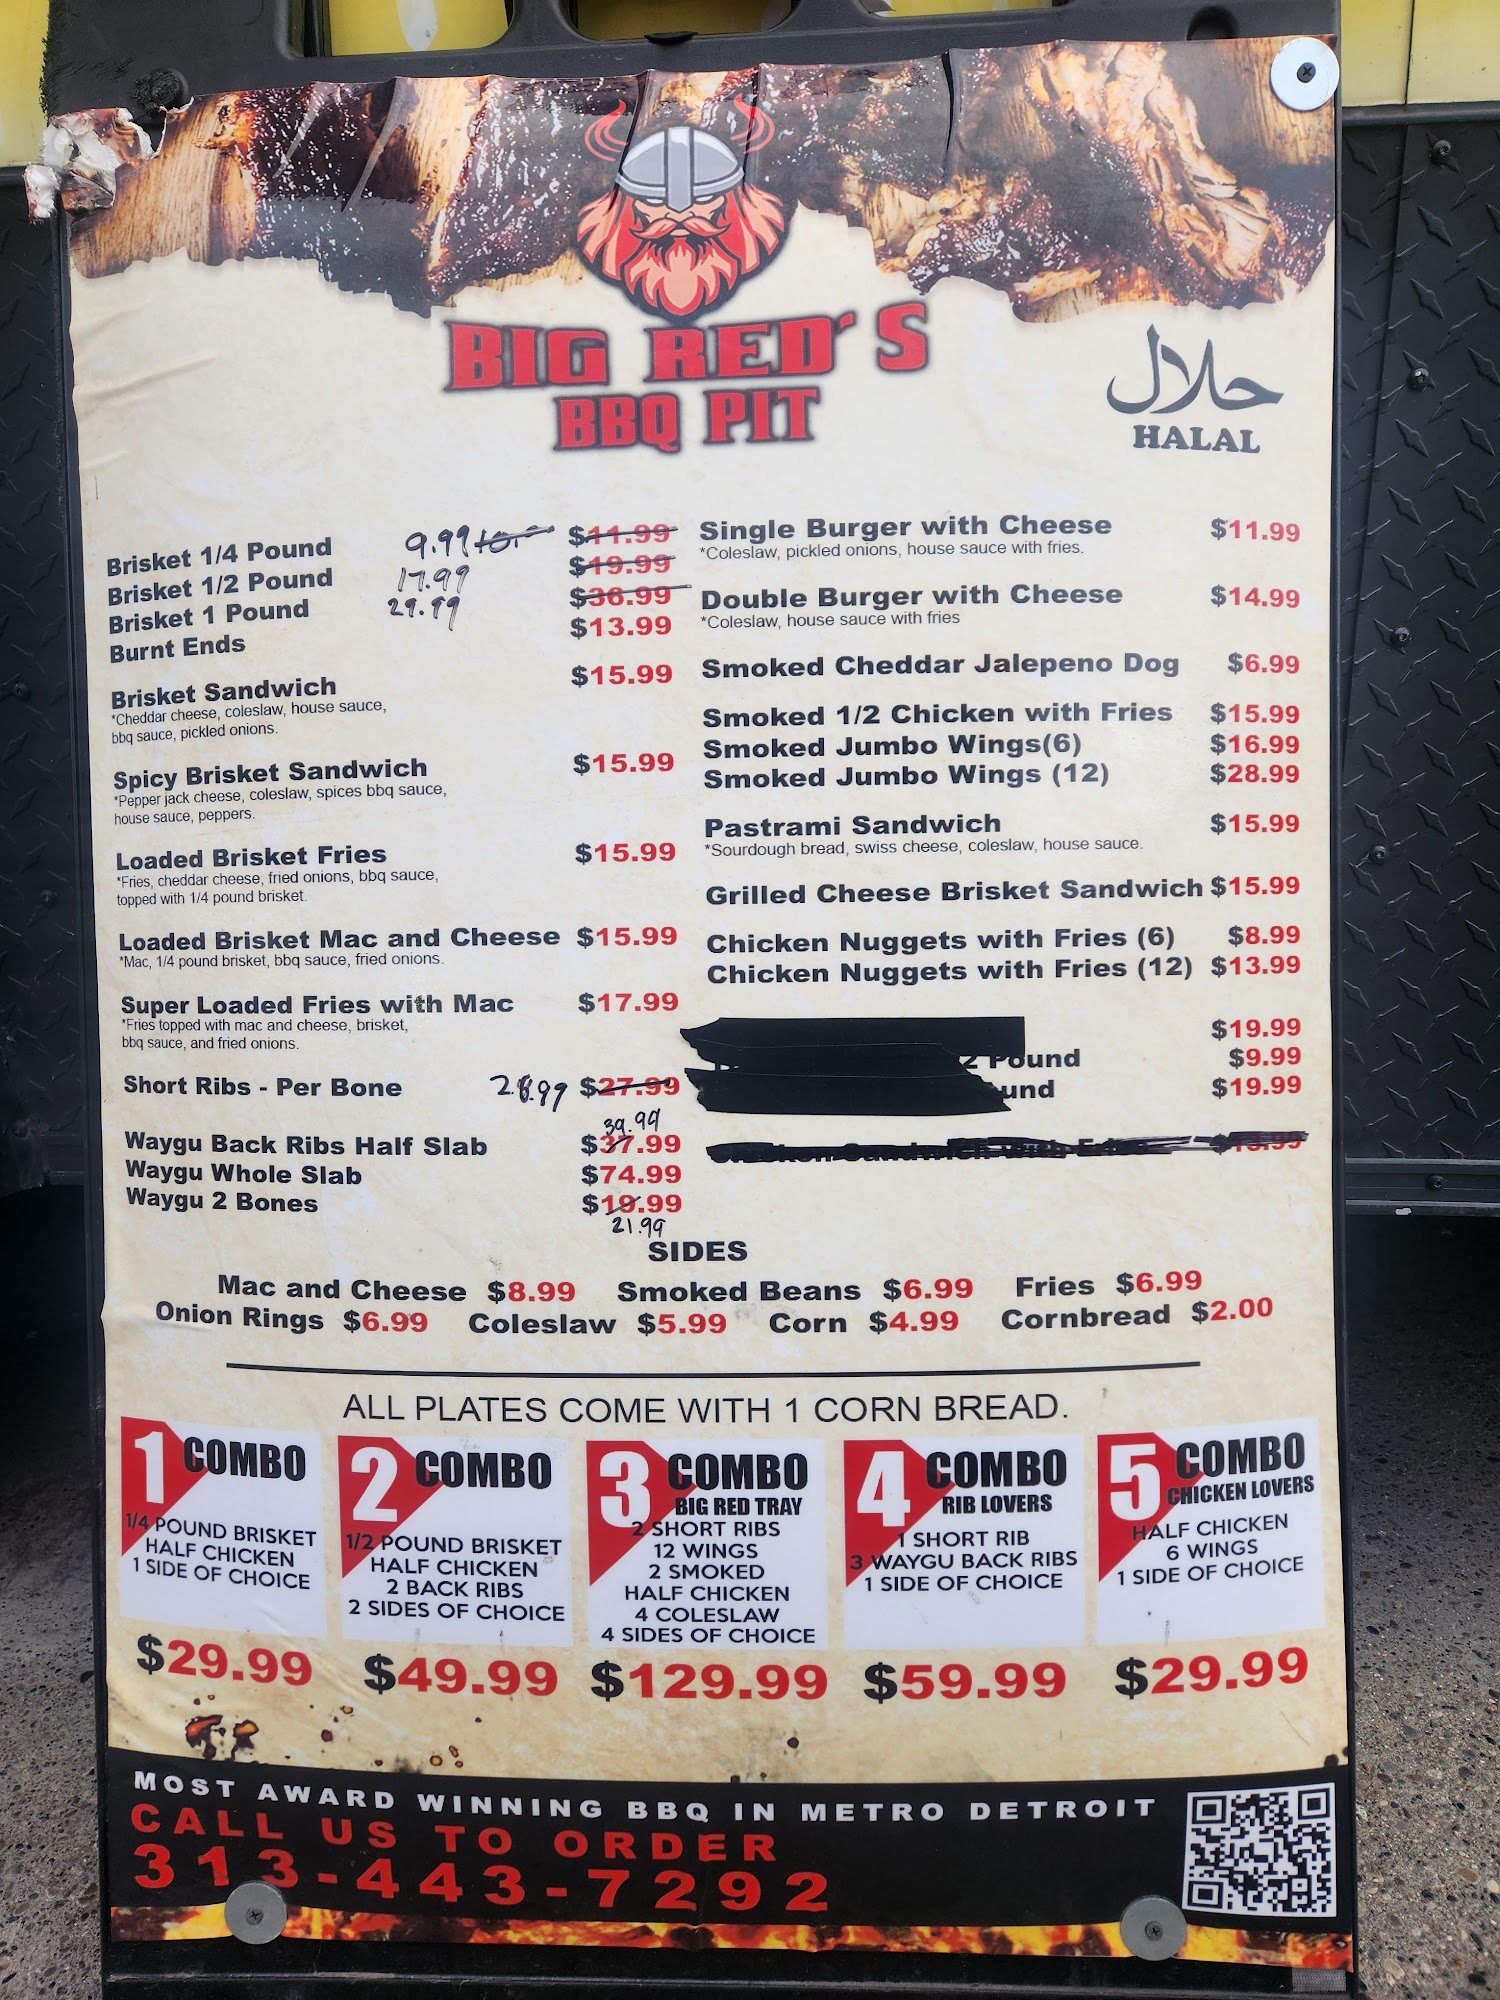 BIG RED'S
BBQ PIT
حلال
HALAL
Brisket 1/4 Pound 9.99 $11.99
Brisket 1/2 Pound 17.99 $19.99
Brisket 1 Pound 29.99 $36.99
Burnt Ends $13.99
Brisket Sandwich $15.99
*Cheddar cheese, coleslaw, house sauce,
bbq sauce, pickled onions.
Spicy Brisket Sandwich $15.99
*Pepper jack cheese, coleslaw, spices bbq sauce,
house sauce, peppers.
Loaded Brisket Fries $15.99
*Fries, cheddar cheese, fried onions, bbq sauce,
topped with 1/4 pound brisket.
Loaded Brisket Mac and Cheese $15.99
*Mac, 1/4 pound brisket, bbq sauce, fried onions.
Super Loaded Fries with Mac $17.99
*Fries topped with mac and cheese, brisket,
bbq sauce, and fried onions.
Short Ribs - Per Bone 28.99 $27.99
39.99
Waygu Back Ribs Half Slab $37.99
Waygu Whole Slab $74.99
Waygu 2 Bones $19.99
21.99
Single Burger with Cheese $11.99
*Coleslaw, pickled onions, house sauce with fries.
Double Burger with Cheese $14.99
*Coleslaw, house sauce with fries
Smoked Cheddar Jalepeno Dog $6.99
Smoked 1/2 Chicken with Fries $15.99
Smoked Jumbo Wings(6) $16.99
Smoked Jumbo Wings (12) $28.99
Pastrami Sandwich $15.99
*Sourdough bread, swiss cheese, coleslaw, house sauce.
Grilled Cheese Brisket Sandwich $15.99
Chicken Nuggets with Fries (6) $8.99
Chicken Nuggets with Fries (12) $13.99
$19.99
2 Pound $9.99
und $19.99
Chicken Sandwich with Fries $13.99
SIDES
Mac and Cheese $8.99 Smoked Beans $6.99 Fries $6.99
Onion Rings $6.99 Coleslaw $5.99 Corn $4.99 Cornbread $2.00
ALL PLATES COME WITH 1 CORN BREAD.
1 COMBO
1/4 POUND BRISKET
HALF CHICKEN
1 SIDE OF CHOICE
$29.99
2 COMBO
1/2 POUND BRISKET
HALF CHICKEN
2 BACK RIBS
2 SIDES OF CHOICE
$49.99
3 COMBO
BIG RED TRAY
2 SHORT RIBS
12 WINGS
2 SMOKED
HALF CHICKEN
4 COLESLAW
4 SIDES OF CHOICE
$129.99
4 COMBO
RIB LOVERS
1 SHORT RIB
3 WAYGU BACK RIBS
1 SIDE OF CHOICE
$59.99
5 COMBO
CHICKEN LOVERS
HALF CHICKEN
6 WINGS
1 SIDE OF CHOICE
$29.99
MOST AWARD WINNING BBQ IN METRO DETROIT
CALL US TO ORDER
313-443-7292